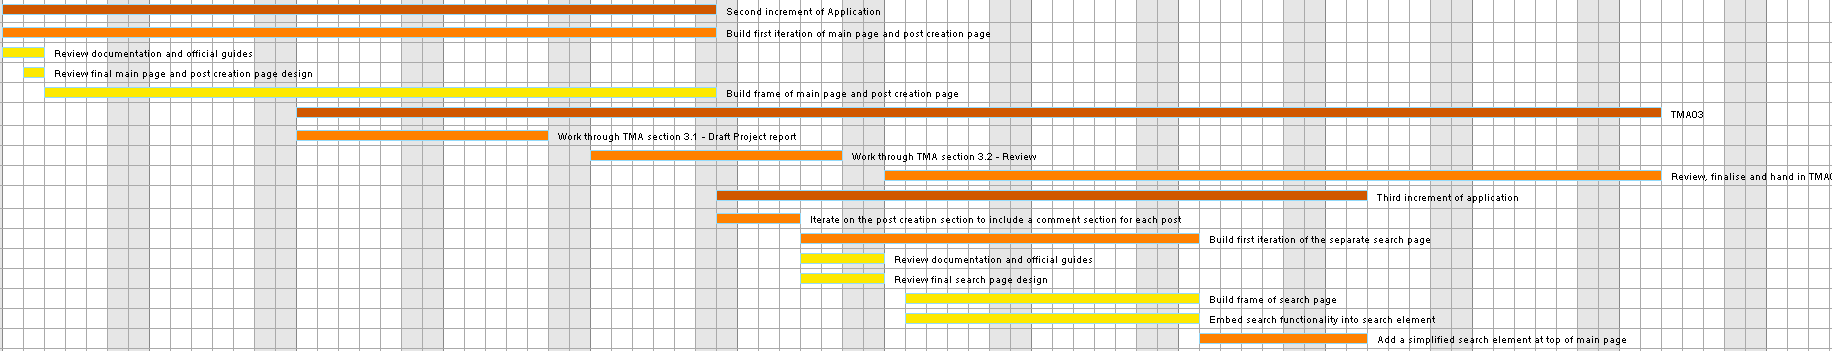 Second increment of Application
Build first iteration of main page and post creation page
Review documentation and official guides
Review final main page and post creation page design
Build frame of main page and post creation page
TMA03
Work through TMA section 3.1 - Draft Project report
Work through TMA section 3.2 - Review
Review, finalise and hand in TMA0
Third increment of application
Iterate on the post creation section to include a comment section for each post
Build first iteration of the separate search page
Review documentation and official guides
Review final search page design
Build frame of search page
Embed search functionality into search element
Add a simplified search element at top of main page